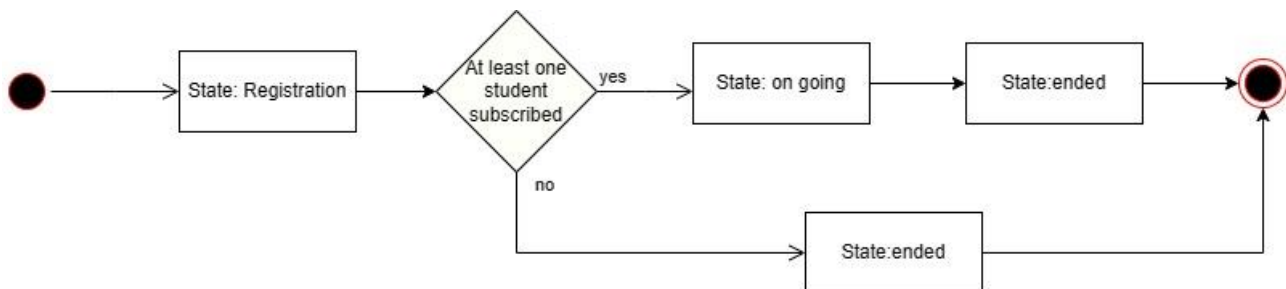 State: Registration
At least one
student
subscribed
yes
State: on going
State:ended
no
State:ended